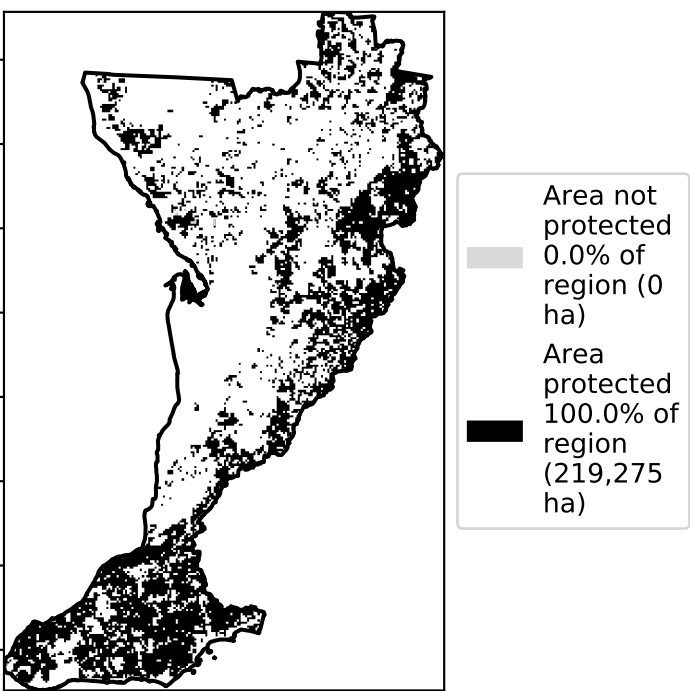 Area not
protected
0.0% of
region (0
ha)
Area
protected
100.0% of
region
(219,275
ha)